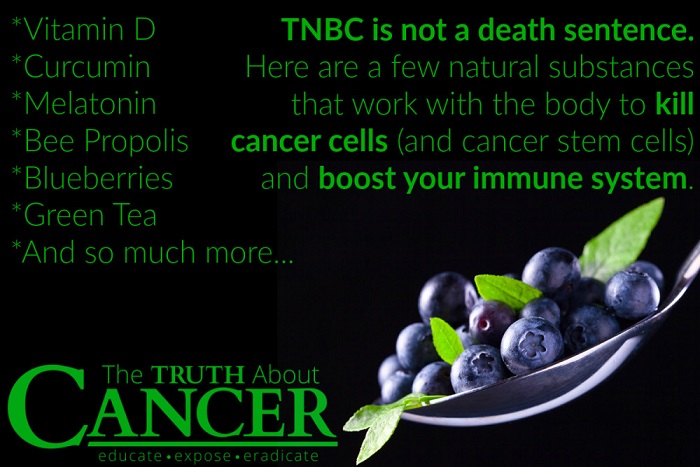 *Vitamin D
*Curcumin
*Melatonin
*Bee Propolis
*Blueberries
*Green Tea
*And so much more...
TNBC is not a death sentence.
Here are a few natural substances
that work with the body to kill
cancer cells (and cancer stem cells)
and boost your immune system.
The TRUTH About
CANCER
educate • expose • eradicate